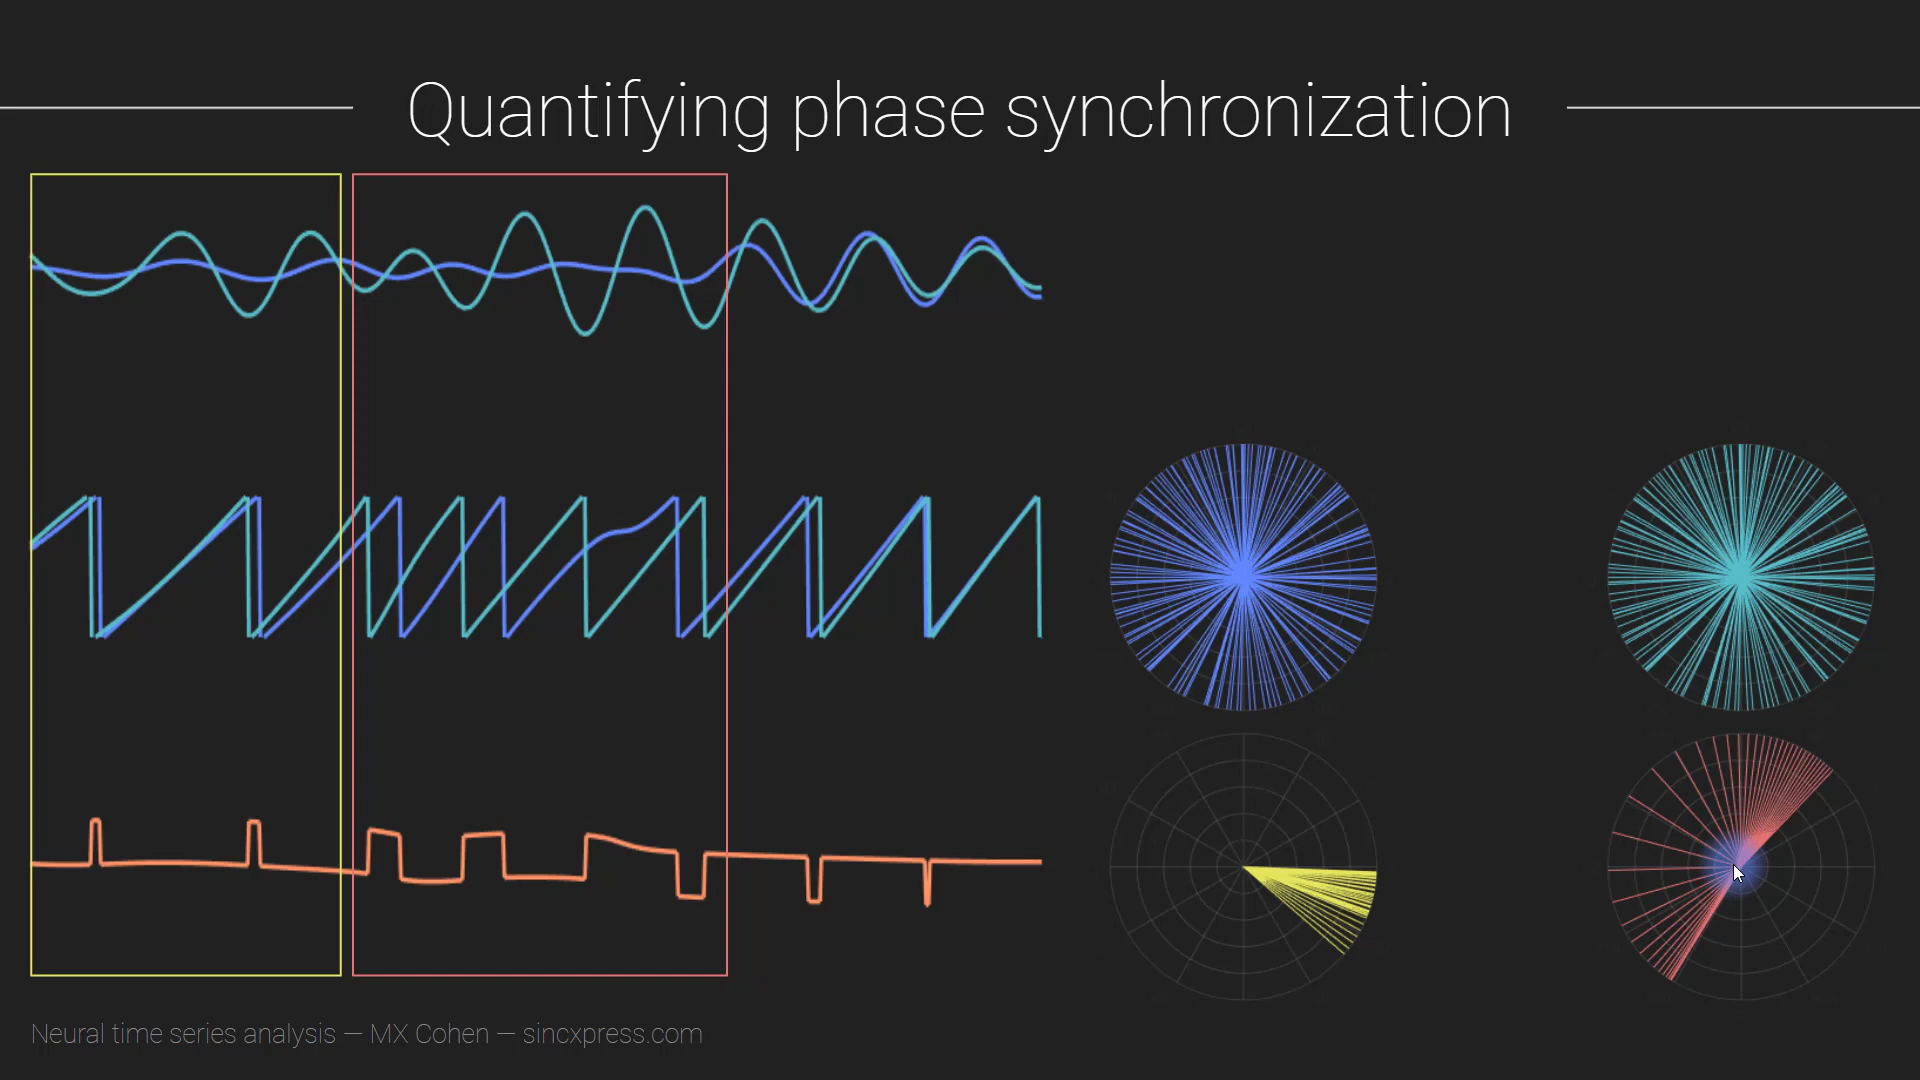 Quantifying phase synchronization
Neural time series analysis — MX Cohen — sincxpress.com